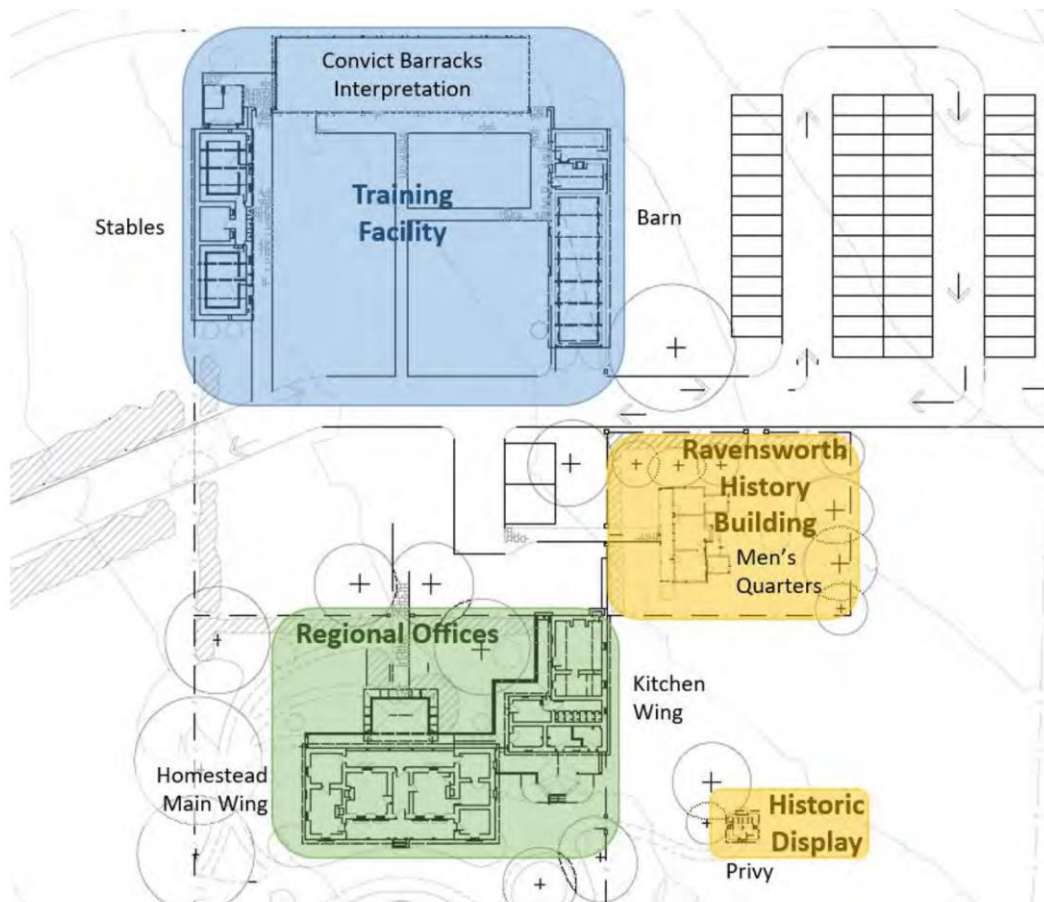 Convict Barracks
Interpretation
Training
Facility
Stables
Barn
Ravensworth
History
Building
Men's
Quarters
Regional Offices
Kitchen
Wing
Homestead
Main Wing
Historic
Display
Privy